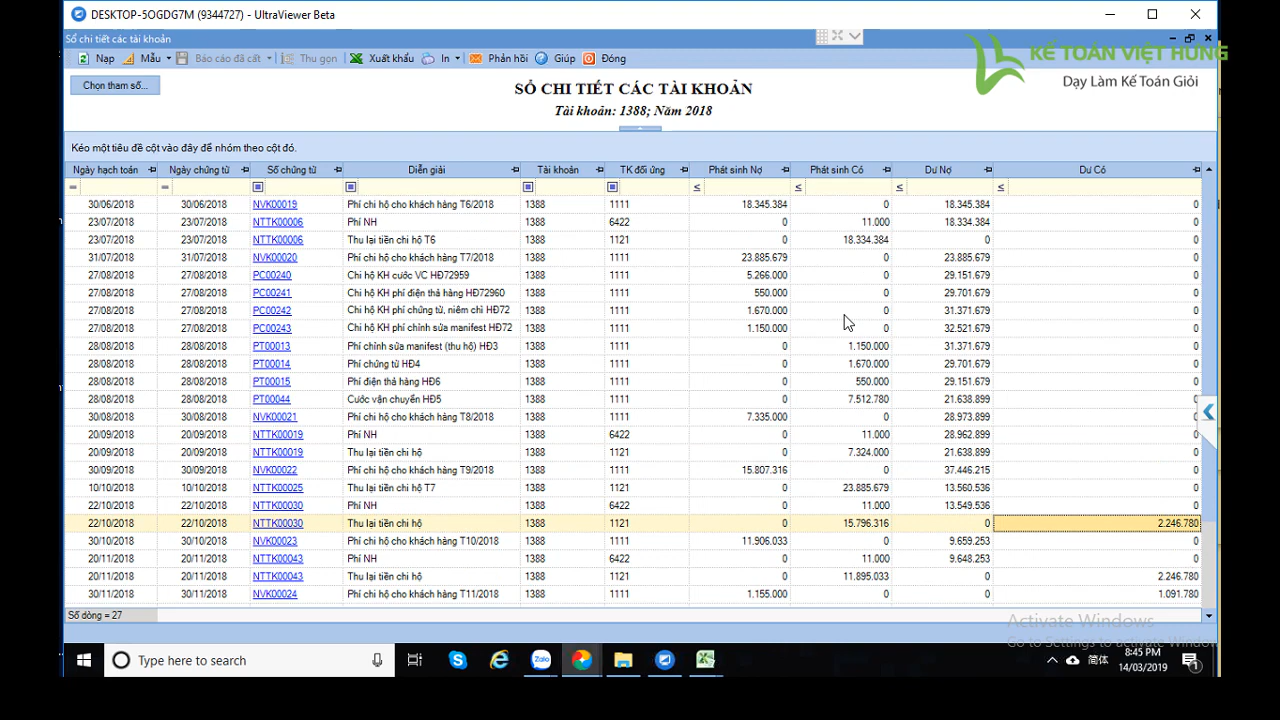 DESKTOP-5OGDG7M (9344727) - UltraViewer Beta
Sổ chi tiết các tài khoản
Nạp Mẫu Báo cáo đã cất Thu gọn Xuất khẩu In Phản hồi Giúp Đóng
KẾ TOÁN VIỆT HƯNG
Dạy Làm Kế Toán Giỏi
Chọn tham số...
SỔ CHI TIẾT CÁC TÀI KHOẢN
Tài khoản: 1388; Năm 2018
Kéo một tiêu đề cột vào đây để nhóm theo cột đó.
Ngày hạch toán Ngày chứng từ Số chứng từ Diễn giải Tài khoản TK đối ứng Phát sinh Nợ Phát sinh Có Dư Nợ Dư Có
= = ≤ ≤ ≤ ≤
30/06/2018 30/06/2018 NVK00019 Phí chi hộ cho khách hàng T6/2018 1388 1111 18.345.384 0 18.345.384 0
23/07/2018 23/07/2018 NTTK00006 Phí NH 1388 6422 0 11.000 18.334.384 0
23/07/2018 23/07/2018 NTTK00006 Thu lại tiền chi hộ T6 1388 1121 0 18.334.384 0 0
31/07/2018 31/07/2018 NVK00020 Phí chi hộ cho khách hàng T7/2018 1388 1111 23.885.679 0 23.885.679 0
27/08/2018 27/08/2018 PC00240 Chi hộ KH cước VC HĐ72959 1388 1111 5.266.000 0 29.151.679 0
27/08/2018 27/08/2018 PC00241 Chi hộ KH phí điện thả hàng HĐ72960 1388 1111 550.000 0 29.701.679 0
27/08/2018 27/08/2018 PC00242 Chi hộ KH phí chứng từ, niêm chì HĐ72 1388 1111 1.670.000 0 31.371.679 0
27/08/2018 27/08/2018 PC00243 Chi hộ KH phí chỉnh sửa manifest HĐ72 1388 1111 1.150.000 0 32.521.679 0
28/08/2018 28/08/2018 PT00013 Phí chỉnh sửa manifest (thu hộ) HĐ3 1388 1111 0 1.150.000 31.371.679 0
28/08/2018 28/08/2018 PT00014 Phí chứng từ HĐ4 1388 1111 0 1.670.000 29.701.679 0
28/08/2018 28/08/2018 PT00015 Phí điện thả hàng HĐ6 1388 1111 0 550.000 29.151.679 0
28/08/2018 28/08/2018 PT00044 Cước vận chuyển HĐ5 1388 1111 0 7.512.780 21.638.899 0
30/08/2018 30/08/2018 NVK00021 Phí chi hộ cho khách hàng T8/2018 1388 1111 7.335.000 0 28.973.899 0
20/09/2018 20/09/2018 NTTK00019 Phí NH 1388 6422 0 11.000 28.962.899 0
20/09/2018 20/09/2018 NTTK00019 Thu lại tiền chi hộ 1388 1121 0 7.324.000 21.638.899 0
30/09/2018 30/09/2018 NVK00022 Phí chi hộ cho khách hàng T9/2018 1388 1111 15.807.316 0 37.446.215 0
10/10/2018 10/10/2018 NTTK00025 Thu lại tiền chi hộ T7 1388 1121 0 23.885.679 13.560.536 0
22/10/2018 22/10/2018 NTTK00030 Phí NH 1388 6422 0 11.000 13.549.536 0
22/10/2018 22/10/2018 NTTK00030 Thu lại tiền chi hộ 1388 1121 0 15.796.316 0 2.246.780
30/10/2018 30/10/2018 NVK00023 Phí chi hộ cho khách hàng T10/2018 1388 1111 11.906.033 0 9.659.253 0
20/11/2018 20/11/2018 NTTK00043 Phí NH 1388 6422 0 11.000 9.648.253 0
20/11/2018 20/11/2018 NTTK00043 Thu lại tiền chi hộ 1388 1121 0 11.895.033 0 2.246.780
30/11/2018 30/11/2018 NVK00024 Phí chi hộ cho khách hàng T11/2018 1388 1111 1.155.000 0 0 1.091.780
Số dòng = 27
Activate Windows
Go to Settings to activate Windows
Type here to search
Zalo
简体
8:45 PM
14/03/2019
1